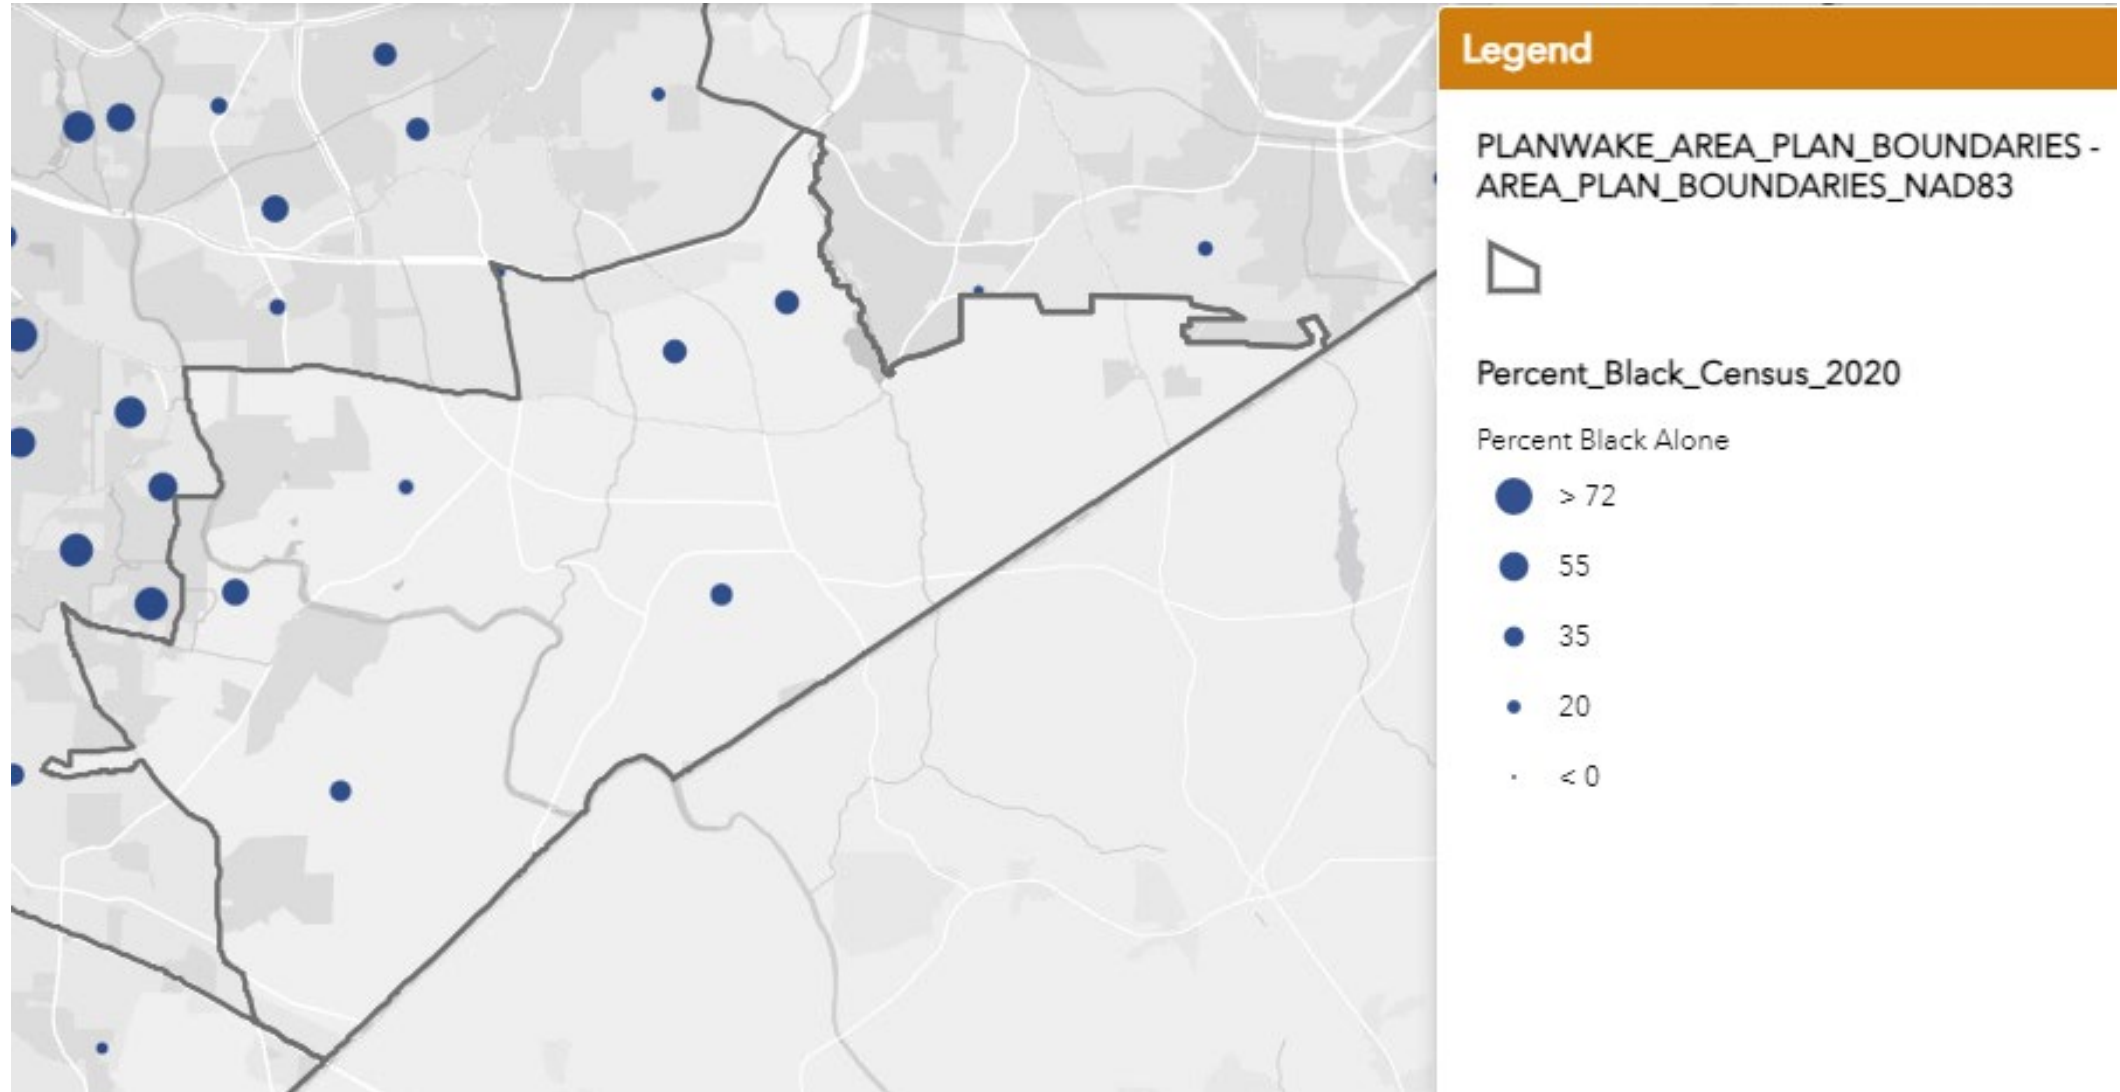 Legend
PLANWAKE_AREA_PLAN_BOUNDARIES -
AREA_PLAN_BOUNDARIES_NAD83
Percent_Black_Census_2020
Percent Black Alone
> 72
55
35
20
< 0